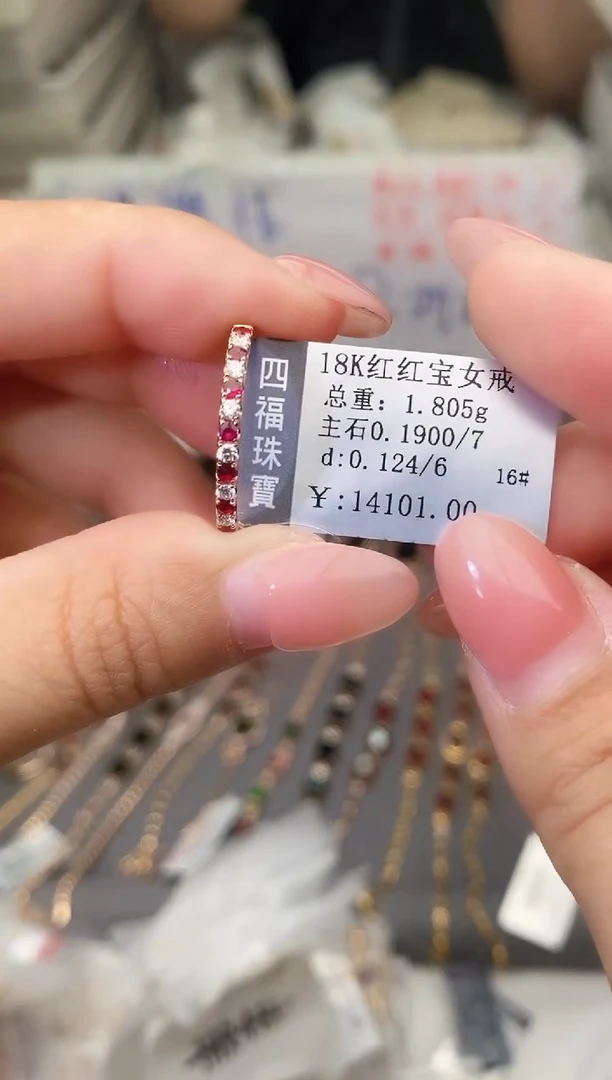 四福珠寶
18K红红宝女戒
总重: 1.805g
主石0.1900/7
d:0.124/6 16#
¥:14101.00